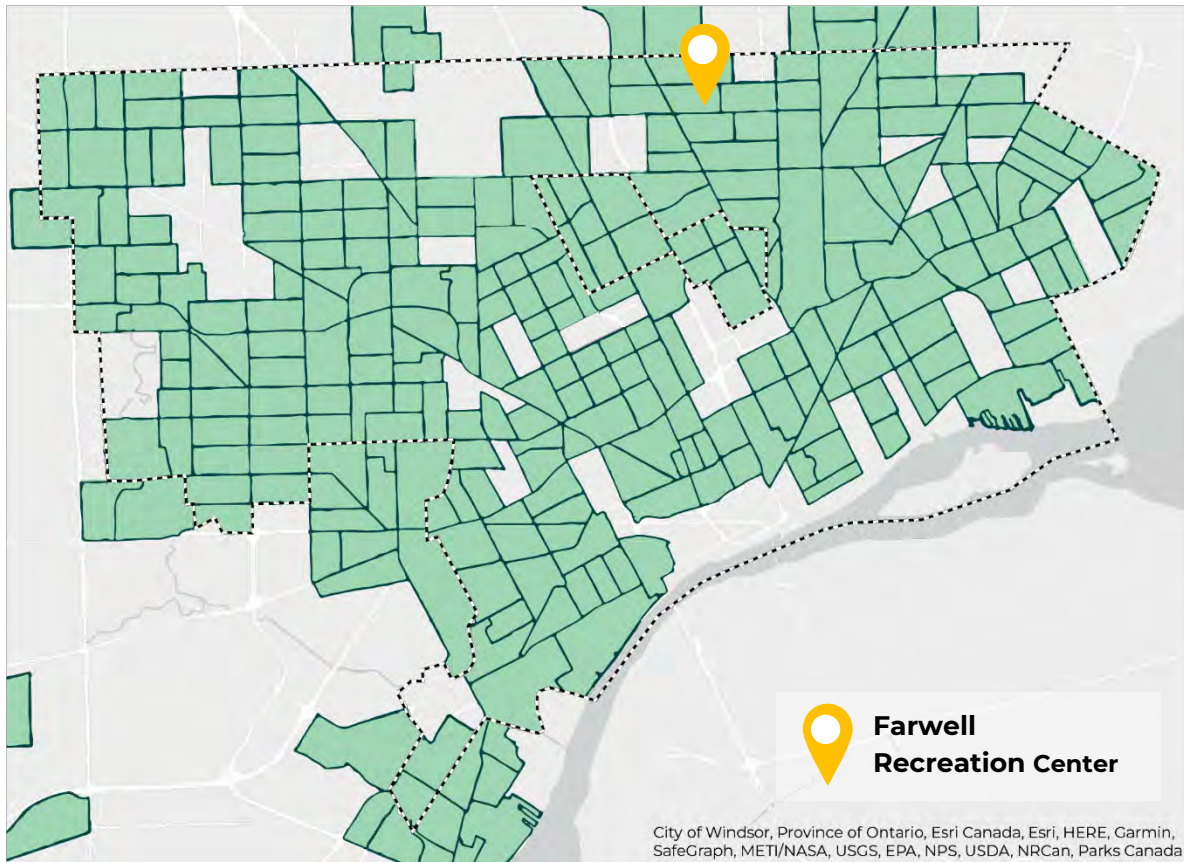 Farwell
Recreation Center
City of Windsor, Province of Ontario, Esri Canada, Esri, HERE, Garmin,
SafeGraph, METI/NASA, USGS, EPA, NPS, USDA, NRCan, Parks Canada